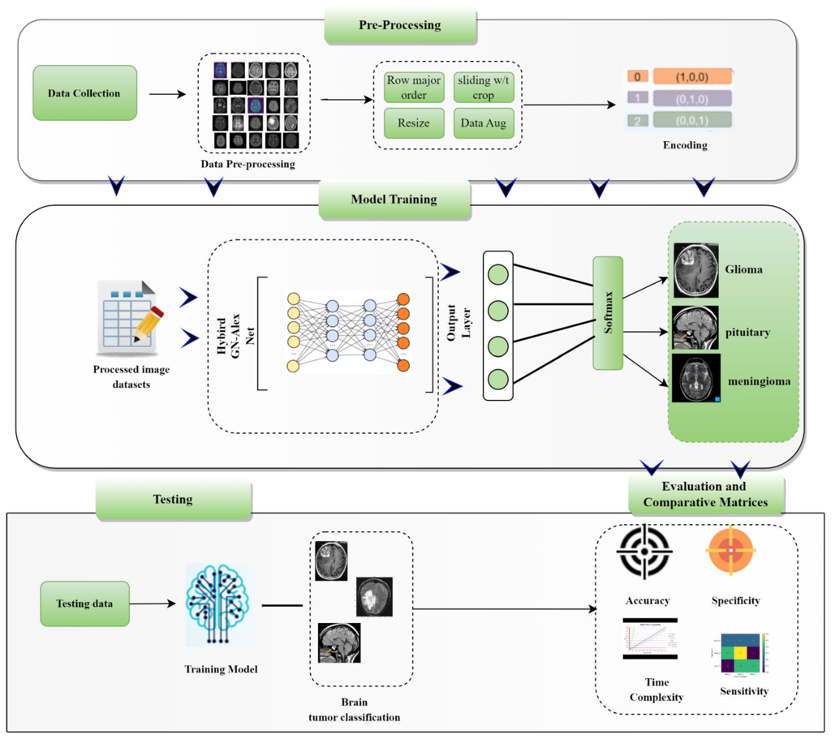 Pre-Processing
Data Collection
Data Pre-processing
Row major
order
sliding w/t
crop
Resize
Data Aug
0
(1,0,0)
1
(0,1,0)
2
(0,0,1)
Encoding
Model Training
Processed image
datasets
Hybird
GN-Alex
Net
Output
Layer
Softmax
Glioma
pituitary
meningioma
Testing
Evaluation and
Comparative Matrices
Testing data
Training Model
Brain
tumor classification
Accuracy
Specificity
Time
Complexity
Sensitivity